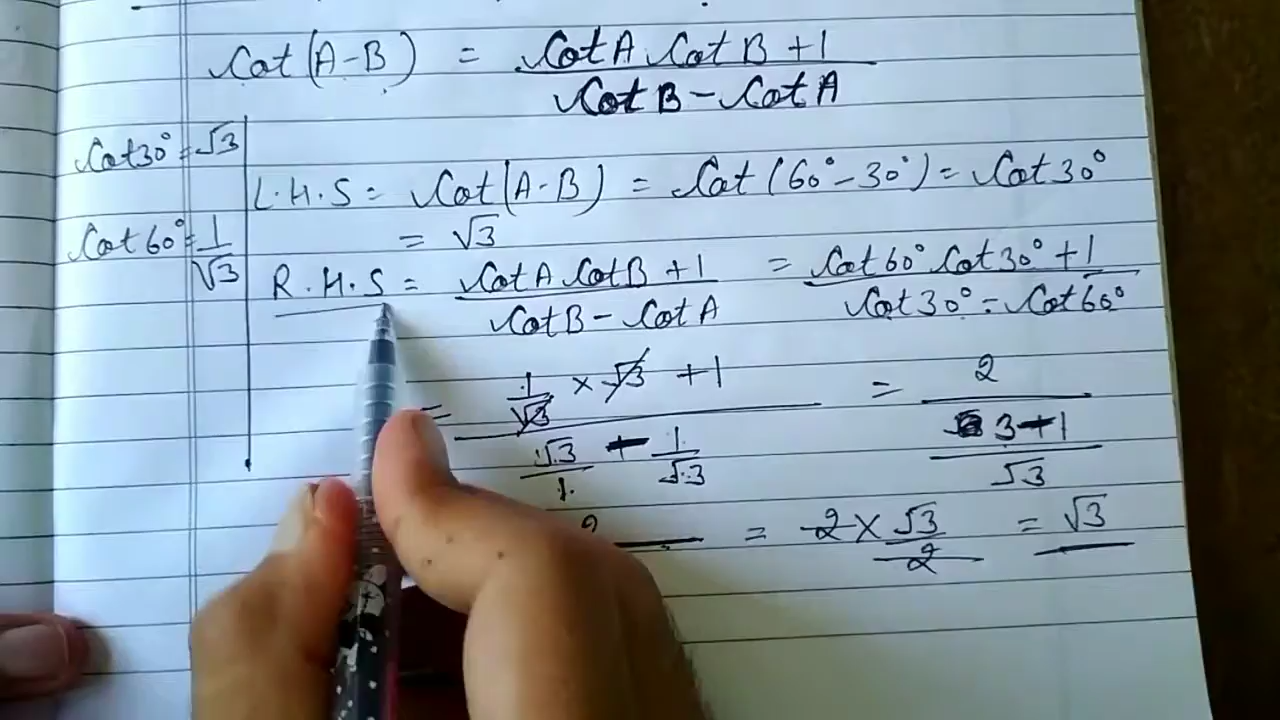 Cot(A-B) = CotA CotB +1 / CotB - CotA
Cot30° = √3
Cot60° = 1/√3
L.H.S = Cot(A-B) = Cot(60°-30°) = Cot30°
= √3
R.H.S = CotA CotB +1 / CotB - CotA = Cot60° Cot30° +1 / Cot30° - Cot60°
= 1/√3 × √3 +1 / √3/1 - 1/√3 = 2 / 3-1/√3
2 = 2 × √3/2 = √3